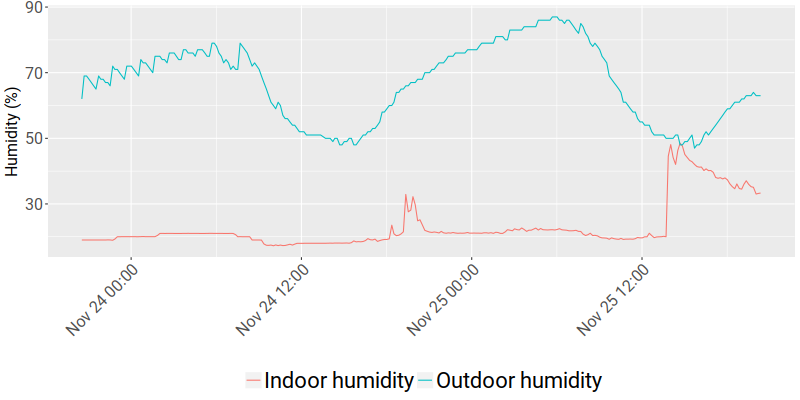 Humidity (%)
90
70
50
30
Nov 24 00:00
Nov 24 12:00
Nov 25 00:00
Nov 25 12:00
Indoor humidity Outdoor humidity